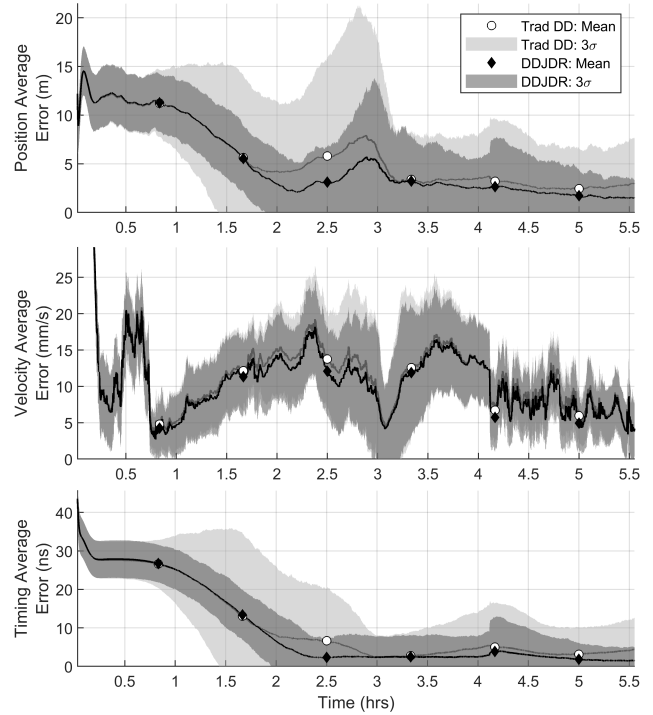 20
15
10
5
0
Position Average
Error (m)
Trad DD: Mean
Trad DD: 3σ
DDJDR: Mean
DDJDR: 3σ
0.5 1 1.5 2 2.5 3 3.5 4 4.5 5 5.5
25
20
15
10
5
0
Velocity Average
Error (mm/s)
0.5 1 1.5 2 2.5 3 3.5 4 4.5 5 5.5
40
30
20
10
0
Timing Average
Error (ns)
0.5 1 1.5 2 2.5 3 3.5 4 4.5 5 5.5
Time (hrs)